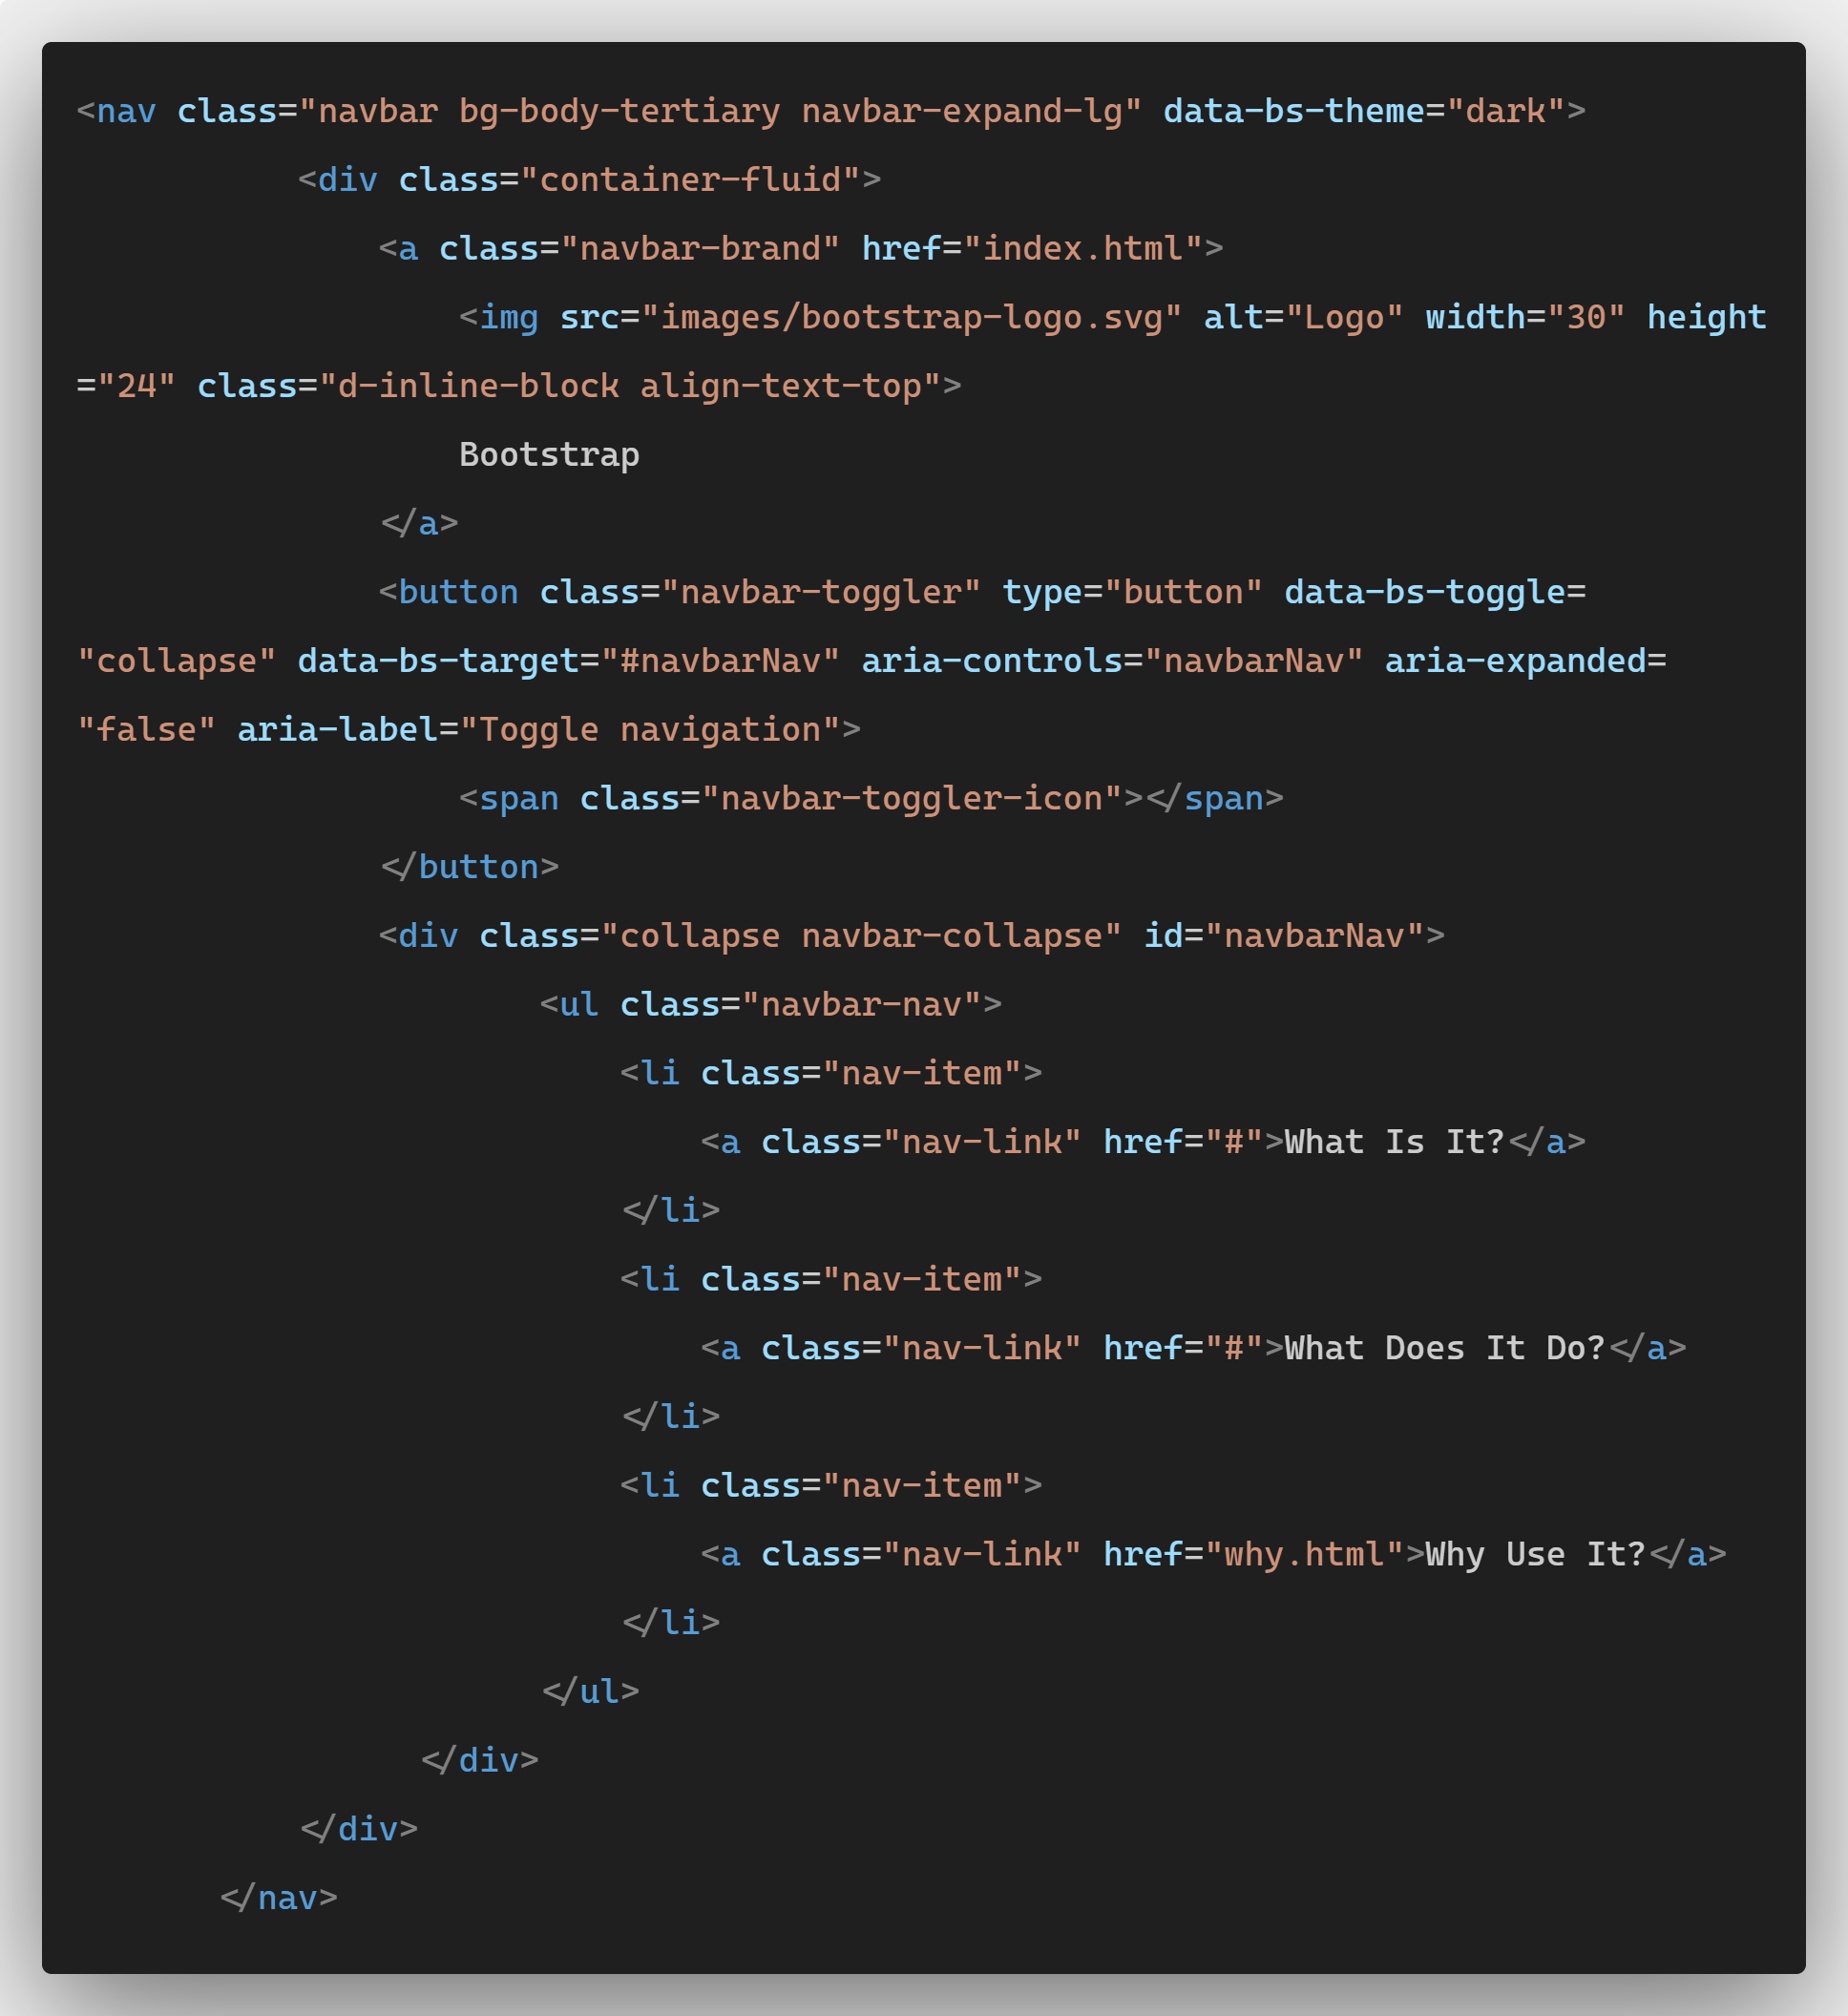 <nav class="navbar bg-body-tertiary navbar-expand-lg" data-bs-theme="dark">
<div class="container-fluid">
<a class="navbar-brand" href="index.html">
<img src="images/bootstrap-logo.svg" alt="Logo" width="30" height
="24" class="d-inline-block align-text-top">
Bootstrap
</a>
<button class="navbar-toggler" type="button" data-bs-toggle=
"collapse" data-bs-target="#navbarNav" aria-controls="navbarNav" aria-expanded=
"false" aria-label="Toggle navigation">
<span class="navbar-toggler-icon"></span>
</button>
<div class="collapse navbar-collapse" id="navbarNav">
<ul class="navbar-nav">
<li class="nav-item">
<a class="nav-link" href="#">What Is It?</a>
</li>
<li class="nav-item">
<a class="nav-link" href="#">What Does It Do?</a>
</li>
<li class="nav-item">
<a class="nav-link" href="why.html">Why Use It?</a>
</li>
</ul>
</div>
</div>
</nav>